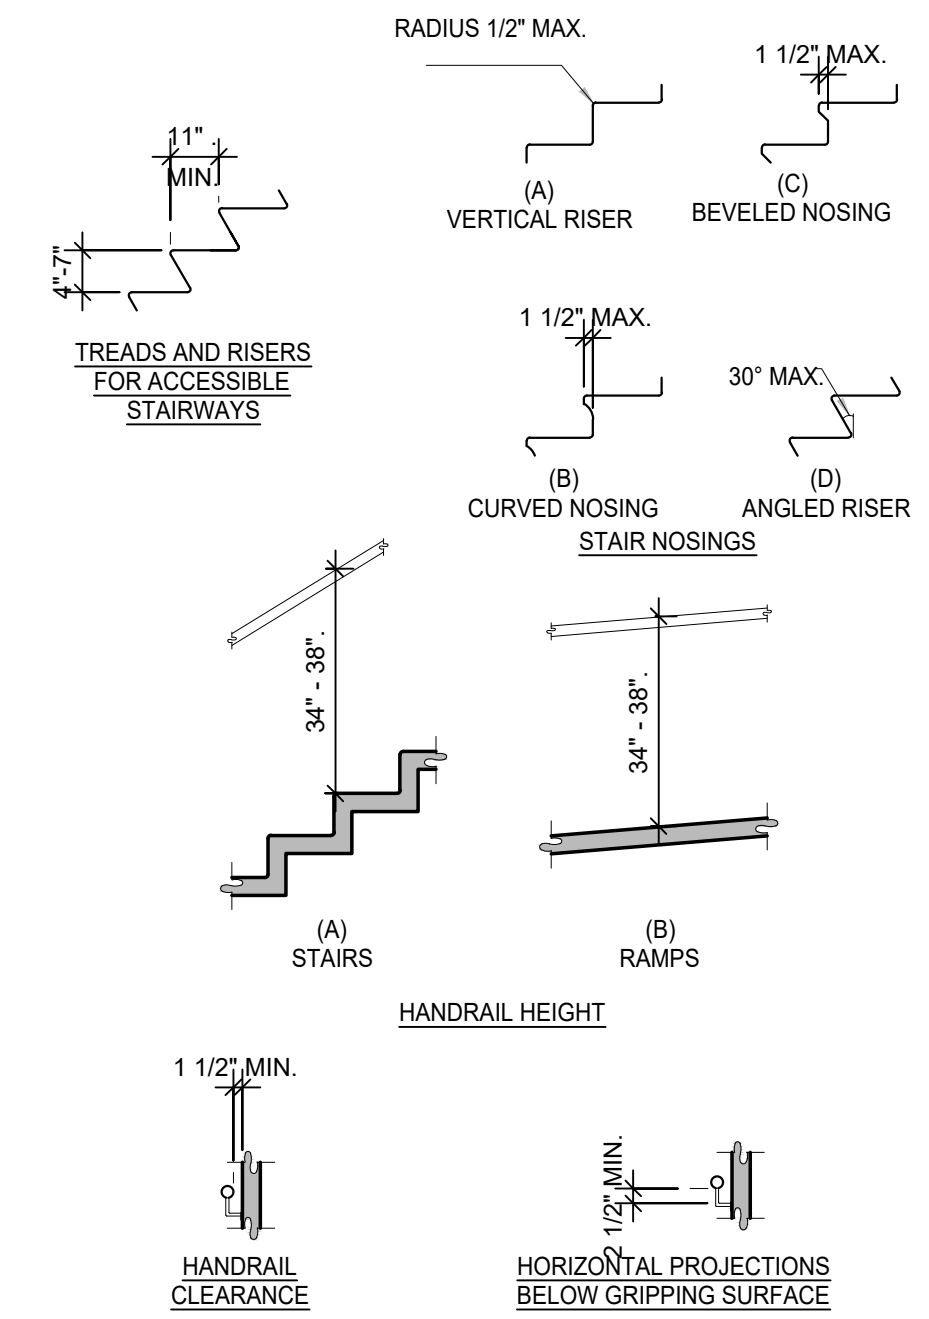 RADIUS 1/2" MAX.
1 1/2" MAX.
11" .
MIN.
(A)
VERTICAL RISER
(C)
BEVELED NOSING
4"-7"
TREADS AND RISERS
FOR ACCESSIBLE
STAIRWAYS
1 1/2" MAX.
30° MAX.
(B)
CURVED NOSING
(D)
ANGLED RISER
STAIR NOSINGS
34" - 38".
34" - 38".
(A)
STAIRS
(B)
RAMPS
HANDRAIL HEIGHT
1 1/2" MIN.
2 1/2" MIN.
HANDRAIL
CLEARANCE
HORIZONTAL PROJECTIONS
BELOW GRIPPING SURFACE